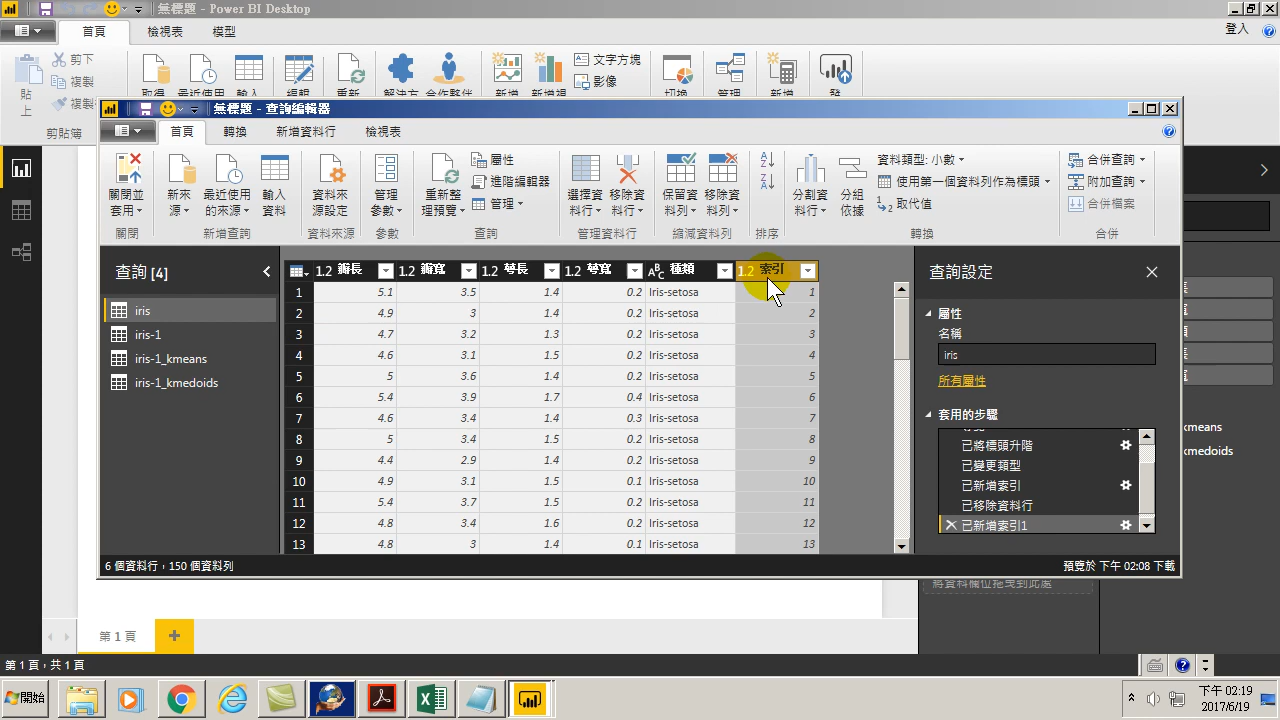 無標題 - Power BI Desktop
首頁 檢視表 模型
登入
貼上
剪下
複製
剪貼簿
文字方塊
影像
無標題 - 查詢編輯器
首頁 轉換 新增資料行 檢視表
關閉並套用
新來源
最近使用的來源
輸入資料
資料來源設定
管理參數
重新整理預覽
屬性
進階編輯器
管理
選擇資料行
移除資料行
保留資料列
移除資料列
分割資料行
分組依據
資料類型: 小數
使用第一個資料列作為標頭
取代值
合併查詢
附加查詢
合併檔案
關閉 新增查詢 資料來源 參數 查詢 管理資料行 縮減資料列 排序 轉換 合併
查詢 [4]
iris
iris-1
iris-1_kmeans
iris-1_kmedoids
1.2 瓣長 1.2 瓣寬 1.2 萼長 1.2 萼寬 ABC 種類 1.2 索引
1 5.1 3.5 1.4 0.2 Iris-setosa 1
2 4.9 3 1.4 0.2 Iris-setosa 2
3 4.7 3.2 1.3 0.2 Iris-setosa 3
4 4.6 3.1 1.5 0.2 Iris-setosa 4
5 5 3.6 1.4 0.2 Iris-setosa 5
6 5.4 3.9 1.7 0.4 Iris-setosa 6
7 4.6 3.4 1.4 0.3 Iris-setosa 7
8 5 3.4 1.5 0.2 Iris-setosa 8
9 4.4 2.9 1.4 0.2 Iris-setosa 9
10 4.9 3.1 1.5 0.1 Iris-setosa 10
11 5.4 3.7 1.5 0.2 Iris-setosa 11
12 4.8 3.4 1.6 0.2 Iris-setosa 12
13 4.8 3 1.4 0.1 Iris-setosa 13
查詢設定
屬性
名稱
iris
所有屬性
套用的步驟
已將標頭升階
已變更類型
已新增索引
已移除資料行
已新增索引1
kmeans
kmedoids
6 個資料行，150 個資料列
預覽於 下午 02:08 下載
將資料欄位拖曳到此處
第 1 頁
第 1 頁，共 1 頁
開始
下午 02:19
2017/6/19